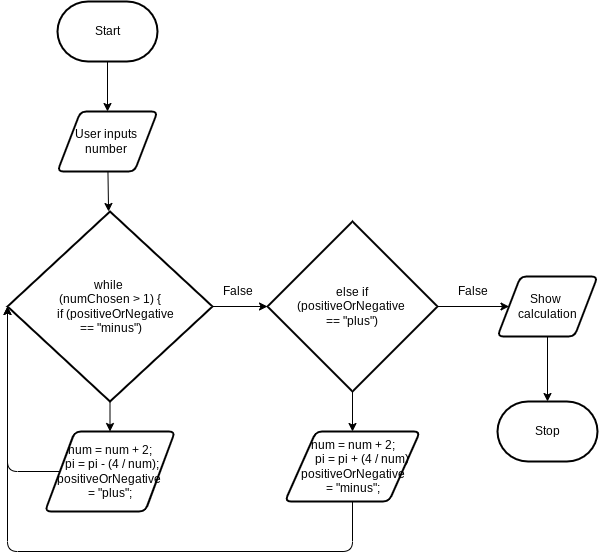 Start
User inputs
number
while
(numChosen > 1) {
if (positiveOrNegative
== "minus")
False
else if
(positiveOrNegative
== "plus")
False
Show
calculation
num = num + 2;
pi = pi - (4 / num);
positiveOrNegative
= "plus";
num = num + 2;
pi = pi + (4 / num)
positiveOrNegative
= "minus";
Stop